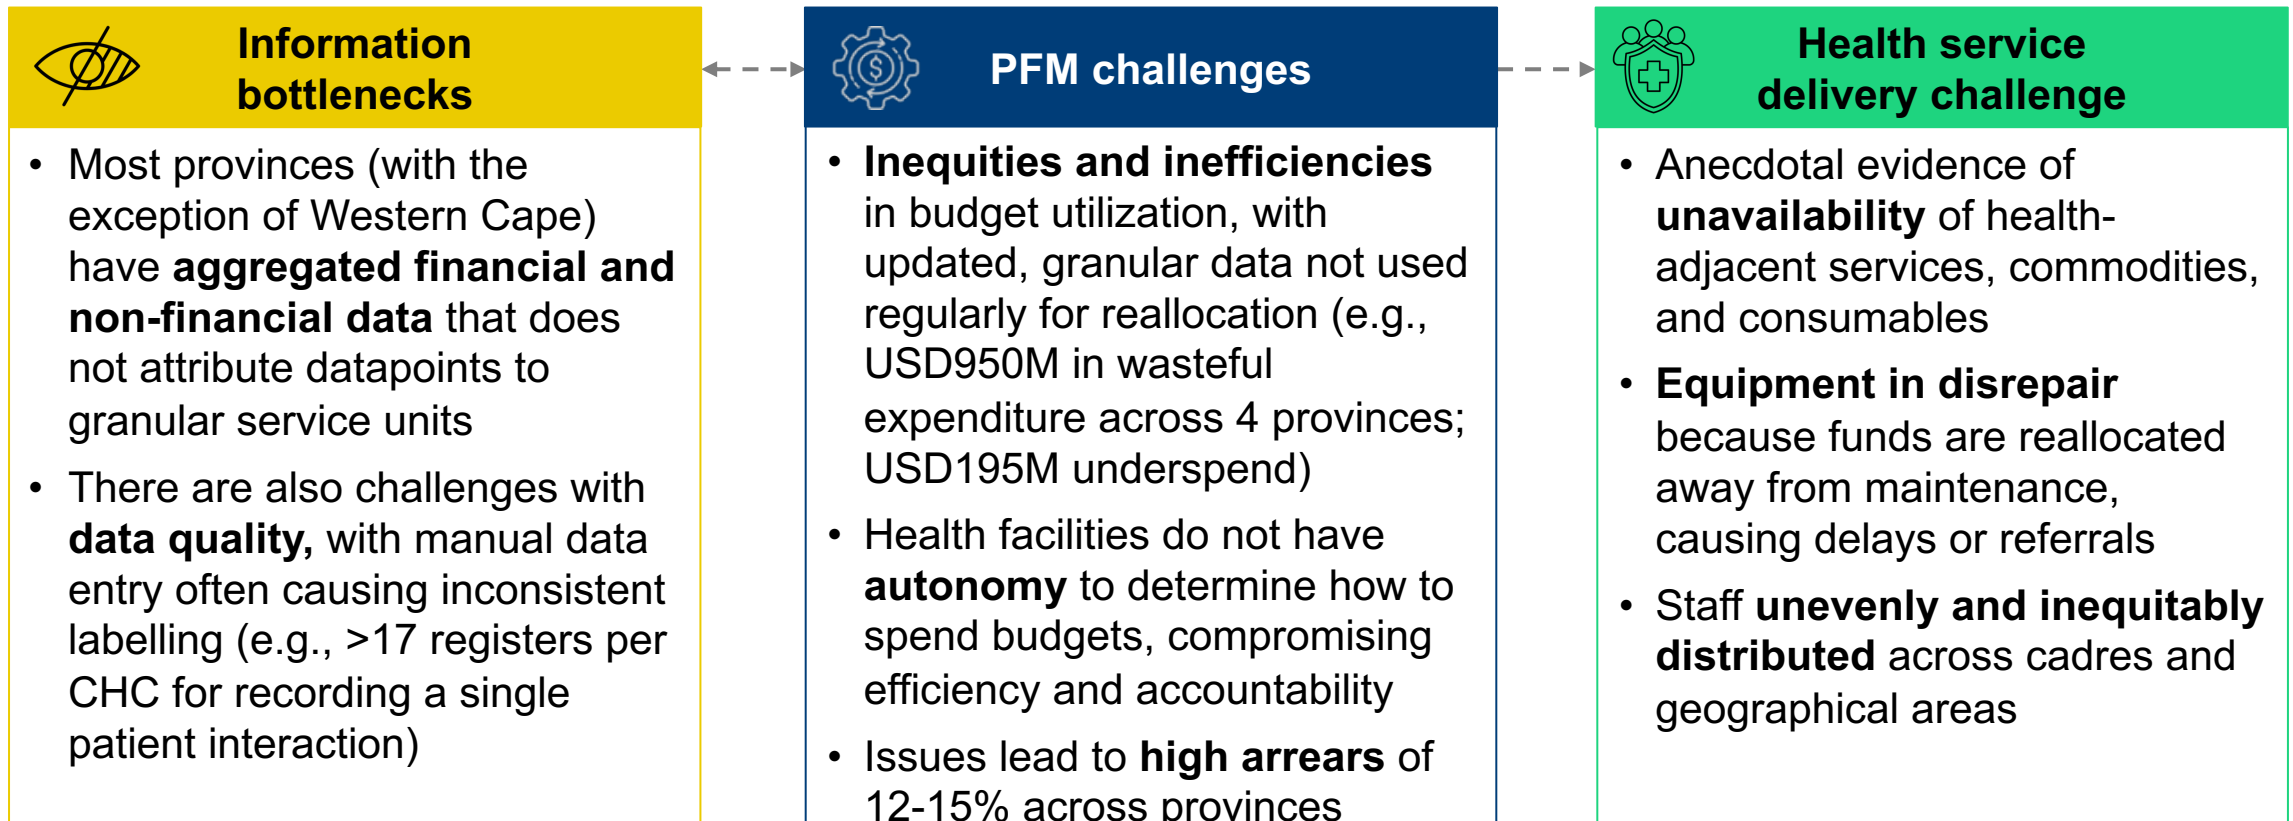 Information
bottlenecks
• Most provinces (with the
exception of Western Cape)
have aggregated financial and
non-financial data that does
not attribute datapoints to
granular service units
• There are also challenges with
data quality, with manual data
entry often causing inconsistent
labelling (e.g., >17 registers per
CHC for recording a single
patient interaction)
PFM challenges
• Inequities and inefficiencies
in budget utilization, with
updated, granular data not used
regularly for reallocation (e.g.,
USD950M in wasteful
expenditure across 4 provinces;
USD195M underspend)
• Health facilities do not have
autonomy to determine how to
spend budgets, compromising
efficiency and accountability
• Issues lead to high arrears of
12-15% across provinces
Health service
delivery challenge
• Anecdotal evidence of
unavailability of health-
adjacent services, commodities,
and consumables
• Equipment in disrepair
because funds are reallocated
away from maintenance,
causing delays or referrals
• Staff unevenly and inequitably
distributed across cadres and
geographical areas